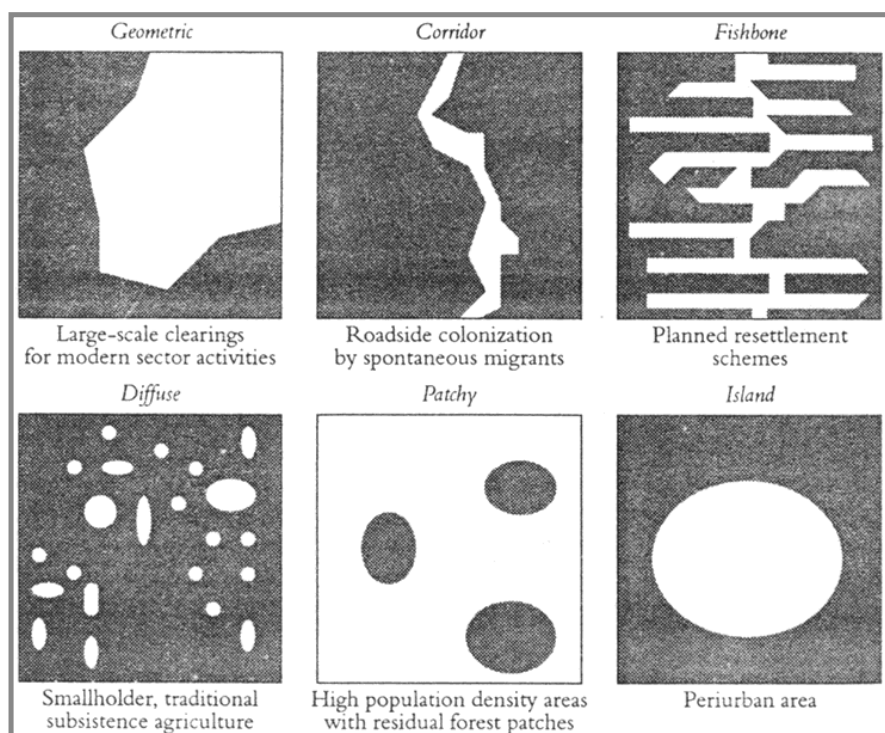 Geometric
Corridor
Fishbone
Large-scale clearings
for modern sector activities
Roadside colonization
by spontaneous migrants
Planned resettlement
schemes
Diffuse
Patchy
Island
Smallholder, traditional
subsistence agriculture
High population density areas
with residual forest patches
Periurban area